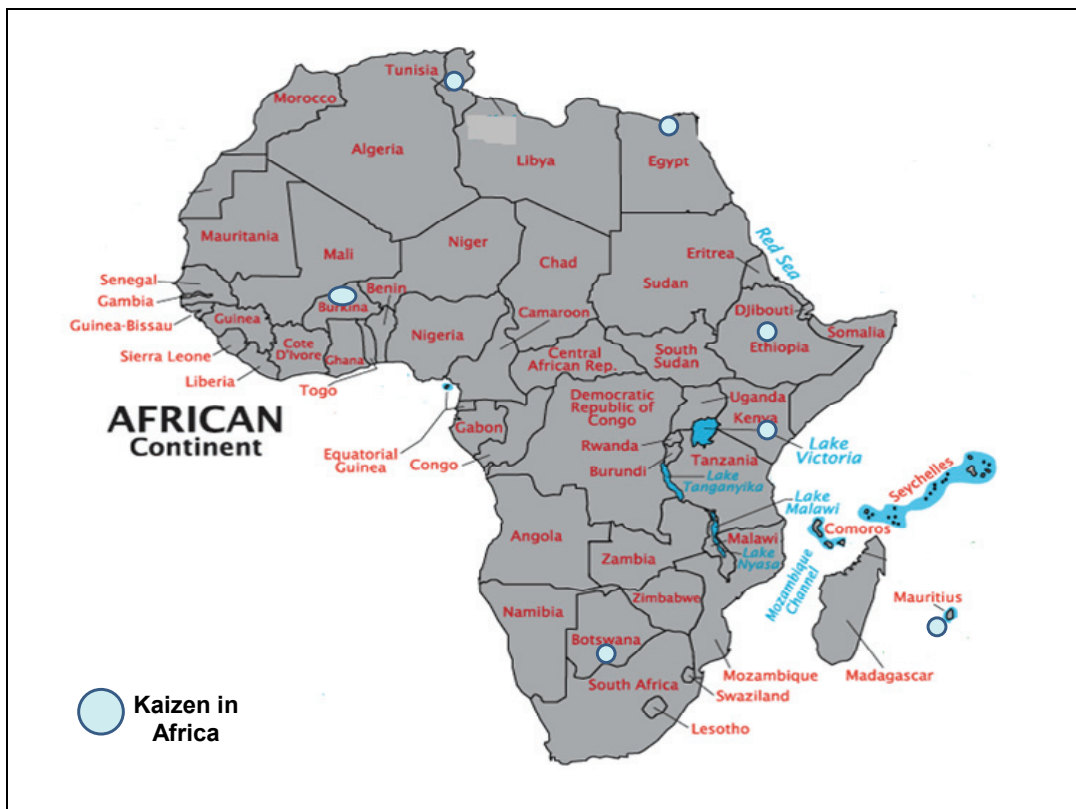 Tunisia
Morocco
Algeria
Libya
Egypt
Red Sea
Mauritania
Mali
Niger
Chad
Sudan
Eritrea
Senegal
Gambia
Guinea-Bissau
Guinea
Sierra Leone
Liberia
Cote
D'Ivore
Burkina
Ghana
Togo
Benin
Nigeria
Camaroon
Central
African Rep.
South
Sudan
Djibouti
Ethiopia
Somalia
AFRICAN
Continent
Equatorial
Guinea
Gabon
Congo
Democratic
Republic of
Congo
Uganda
Kenya
Rwanda
Burundi
Tanzania
Lake
Victoria
Lake
Tanganyika
Lake
Malawi
Seychelles
Comoros
Angola
Zambia
Malawi
Lake
Nyasa
Mozambique
Channel
Mauritius
Namibia
Zimbabwe
Botswana
Mozambique
Madagascar
South Africa
Swaziland
Lesotho
Kaizen in
Africa